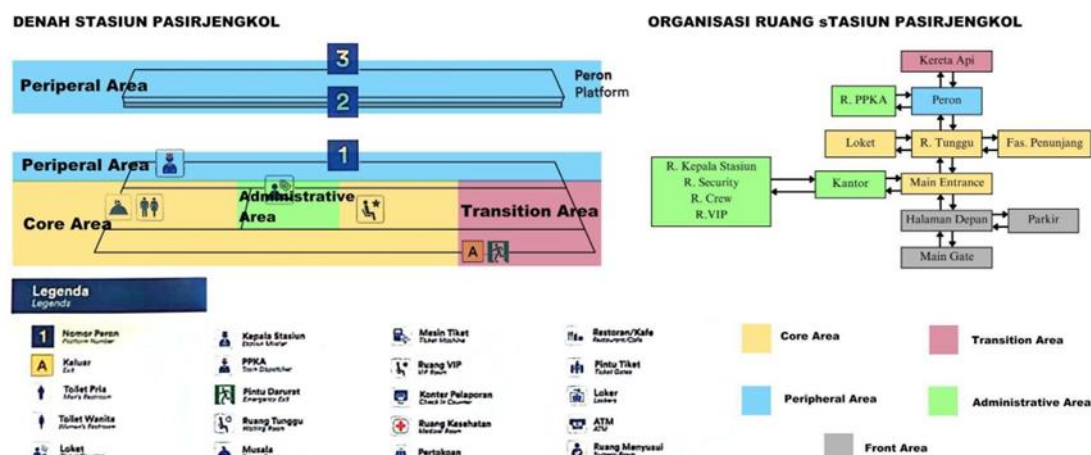 DENAH STASIUN PASIRJENGKOL
ORGANISASI RUANG sTASIUN PASIRJENGKOL
Periperal Area
3
2
Peron
Platform
Periperal Area
1
Core Area
Administrative
Area
Transition Area
A
Kereta Api
R. PPKA
Peron
Loket
R. Tunggu
Fas. Penunjang
R. Kepala Stasiun
R. Security
R. Crew
R.VIP
Kantor
Main Entrance
Halaman Depan
Parkir
Main Gate
Legenda
Legends
1
Nomor Peron
Platform Number
A
Keluar
Exit
Toilet Pria
Men's Restroom
Toilet Wanita
Women's Restroom
Loket
Kepala Stasiun
Station Master
PPKA
Train Dispatcher
Pintu Darurat
Emergency Exit
Ruang Tunggu
Waiting Room
Musala
Mesin Tiket
Ticket Machine
Ruang VIP
VIP Room
Konter Pelaporan
Check In Counter
Ruang Kesehatan
Medical Room
Pertokoan
Restoran/Kafe
Restaurant/Cafe
Pintu Tiket
Ticket Gates
Loker
Lockers
ATM
ATM
Ruang Menyusui
Core Area
Transition Area
Peripheral Area
Administrative Area
Front Area